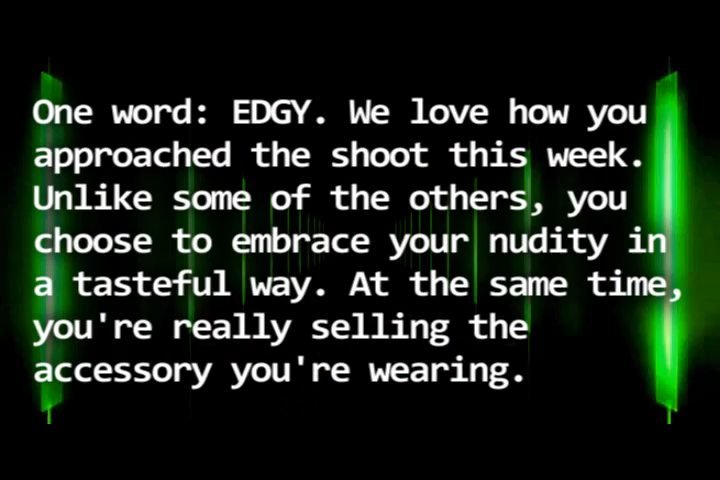 One word: EDGY. We love how you
approached the shoot this week.
Unlike some of the others, you
choose to embrace your nudity in
a tasteful way. At the same time,
you're really selling the
accessory you're wearing.